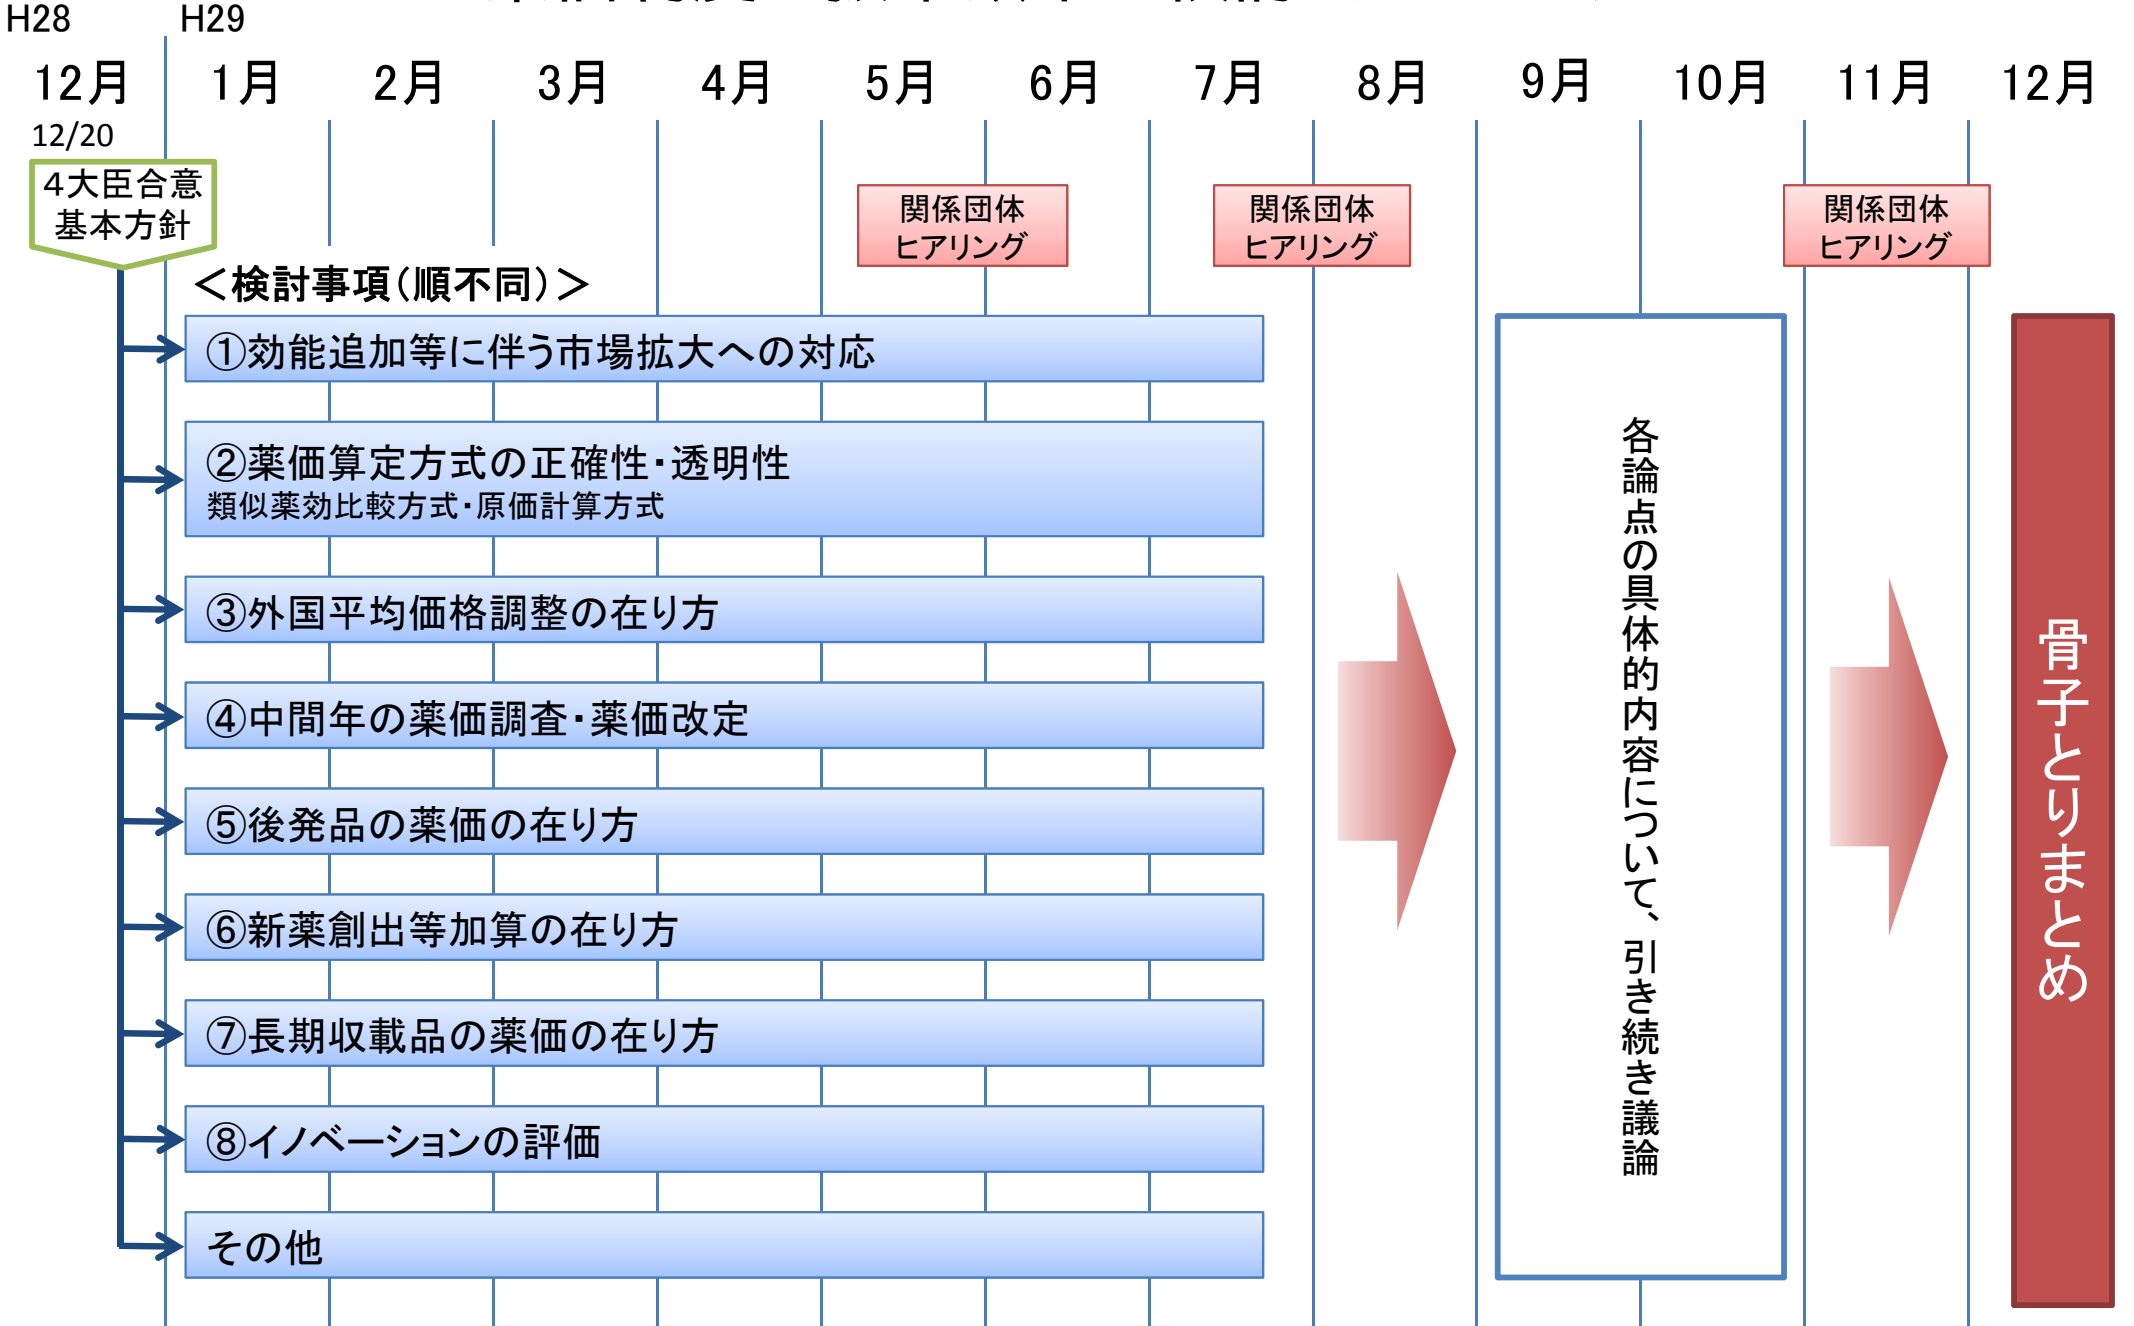 H28
H29
12月
1月
2月
3月
4月
5月
6月
7月
8月
9月
10月
11月
12月
12/20
4大臣合意
基本方針
関係団体
ヒアリング
関係団体
ヒアリング
関係団体
ヒアリング
＜検討事項(順不同)＞
①効能追加等に伴う市場拡大への対応
②薬価算定方式の正確性・透明性
類似薬効比較方式・原価計算方式
③外国平均価格調整の在り方
④中間年の薬価調査・薬価改定
⑤後発品の薬価の在り方
⑥新薬創出等加算の在り方
⑦長期収載品の薬価の在り方
⑧イノベーションの評価
その他
各論点の具体的内容について、引き続き議論
骨子とりまとめ